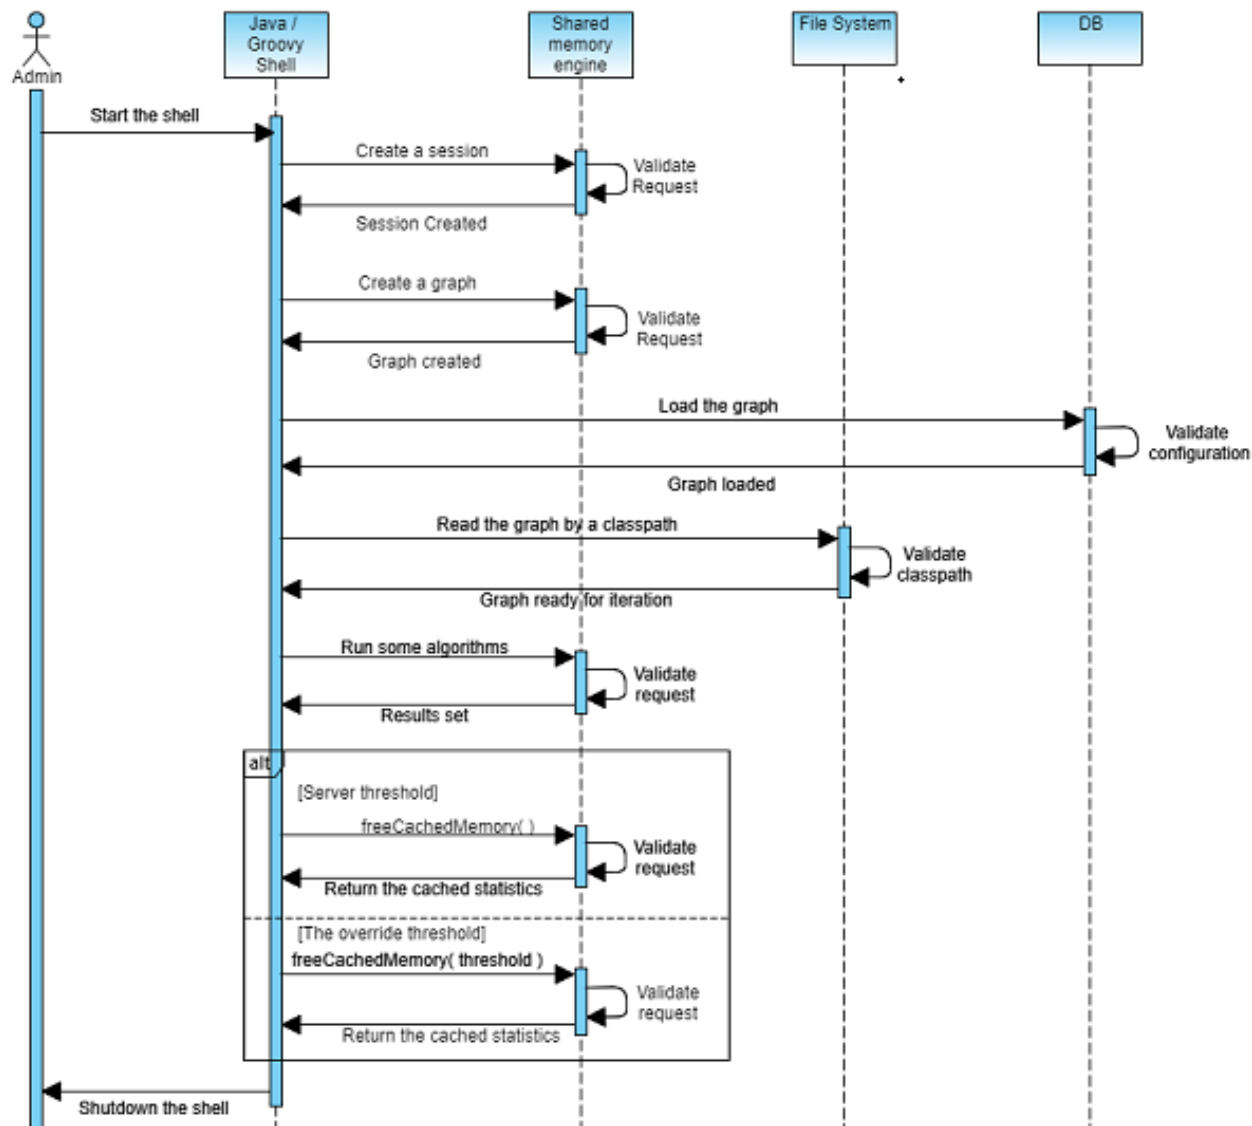 Admin
Java /
Groovy
Shell
Shared
memory
engine
File System
DB
Start the shell
Create a session
Validate
Request
Session Created
Create a graph
Validate
Request
Graph created
Load the graph
Validate
configuration
Graph loaded
Read the graph by a classpath
Validate
classpath
Graph ready for iteration
Run some algorithms
Validate
request
Results set
alt
[Server threshold]
freeCachedMemory( )
Validate
request
Return the cached statistics
[The override threshold]
freeCachedMemory( threshold )
Validate
request
Return the cached statistics
Shutdown the shell